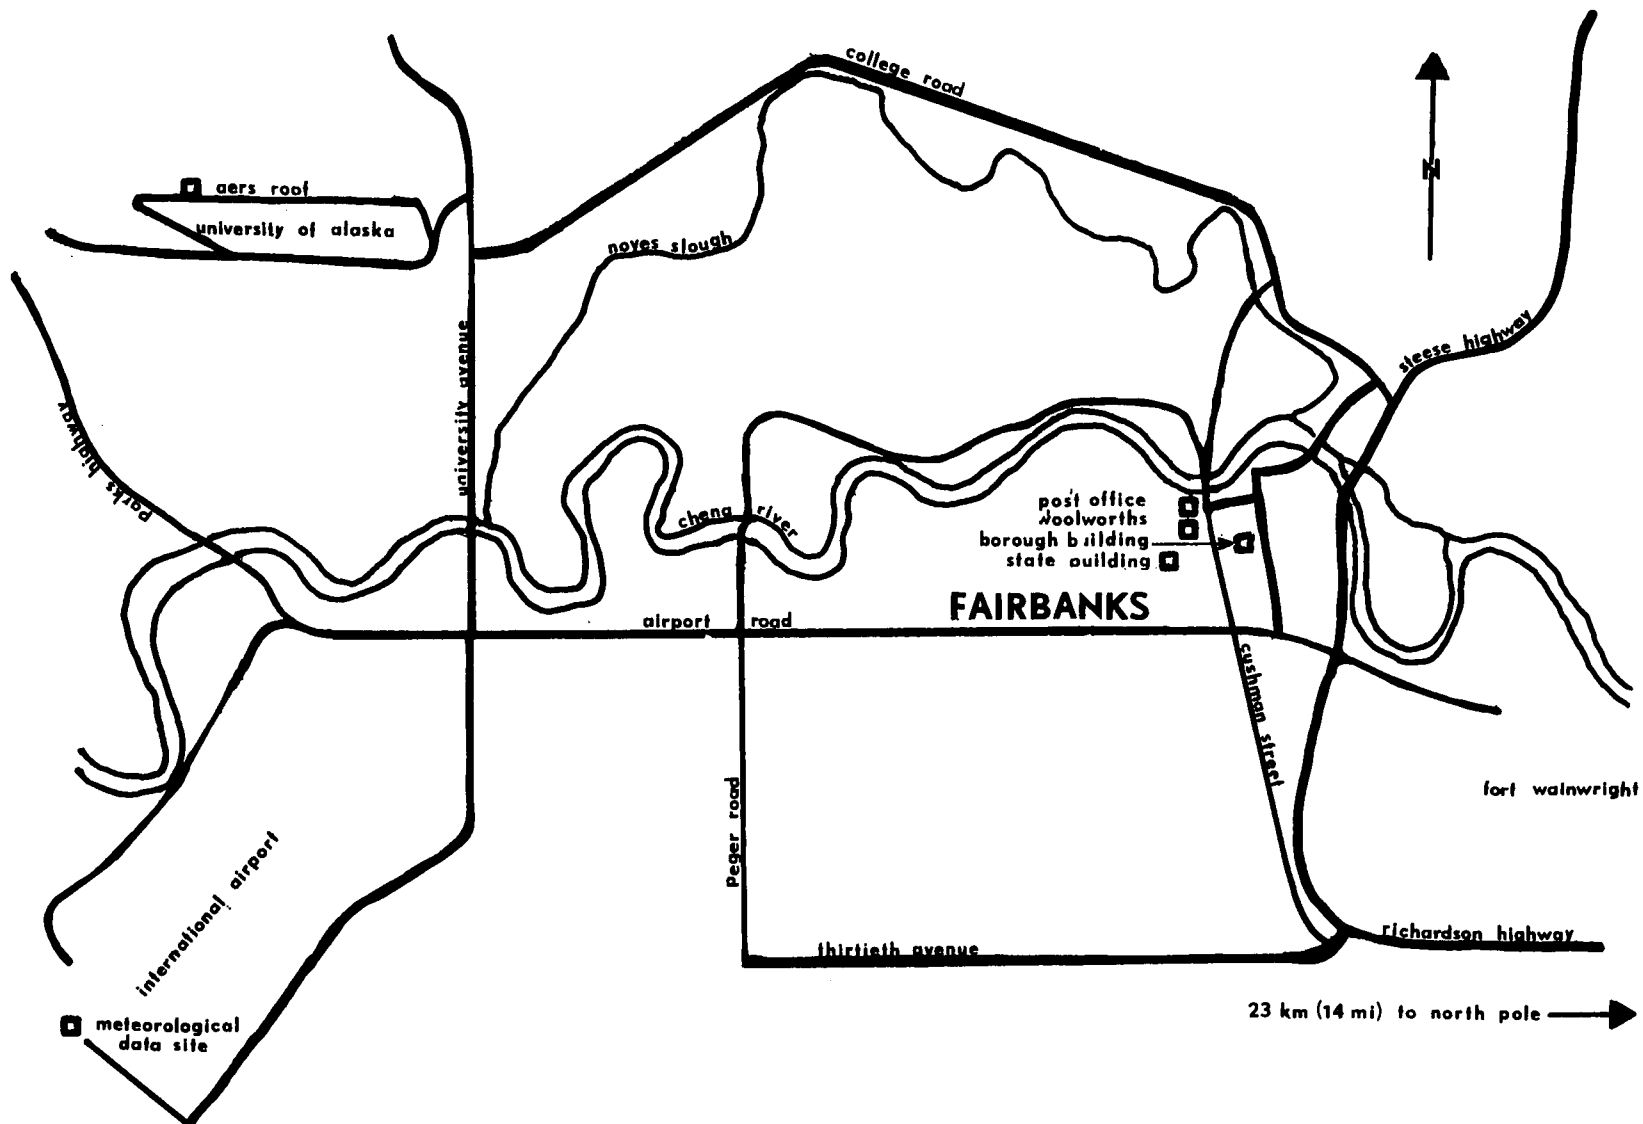 college road
N
aers roof
university of alaska
noyes slough
steese highway
university avenue
parks highway
post office
woolworths
borough building
state building
chena river
FAIRBANKS
airport road
cushman street
fort wainwright
peger road
international airport
richardson highway
thirtieth avenue
23 km (14 mi) to north pole
meteorological
data site